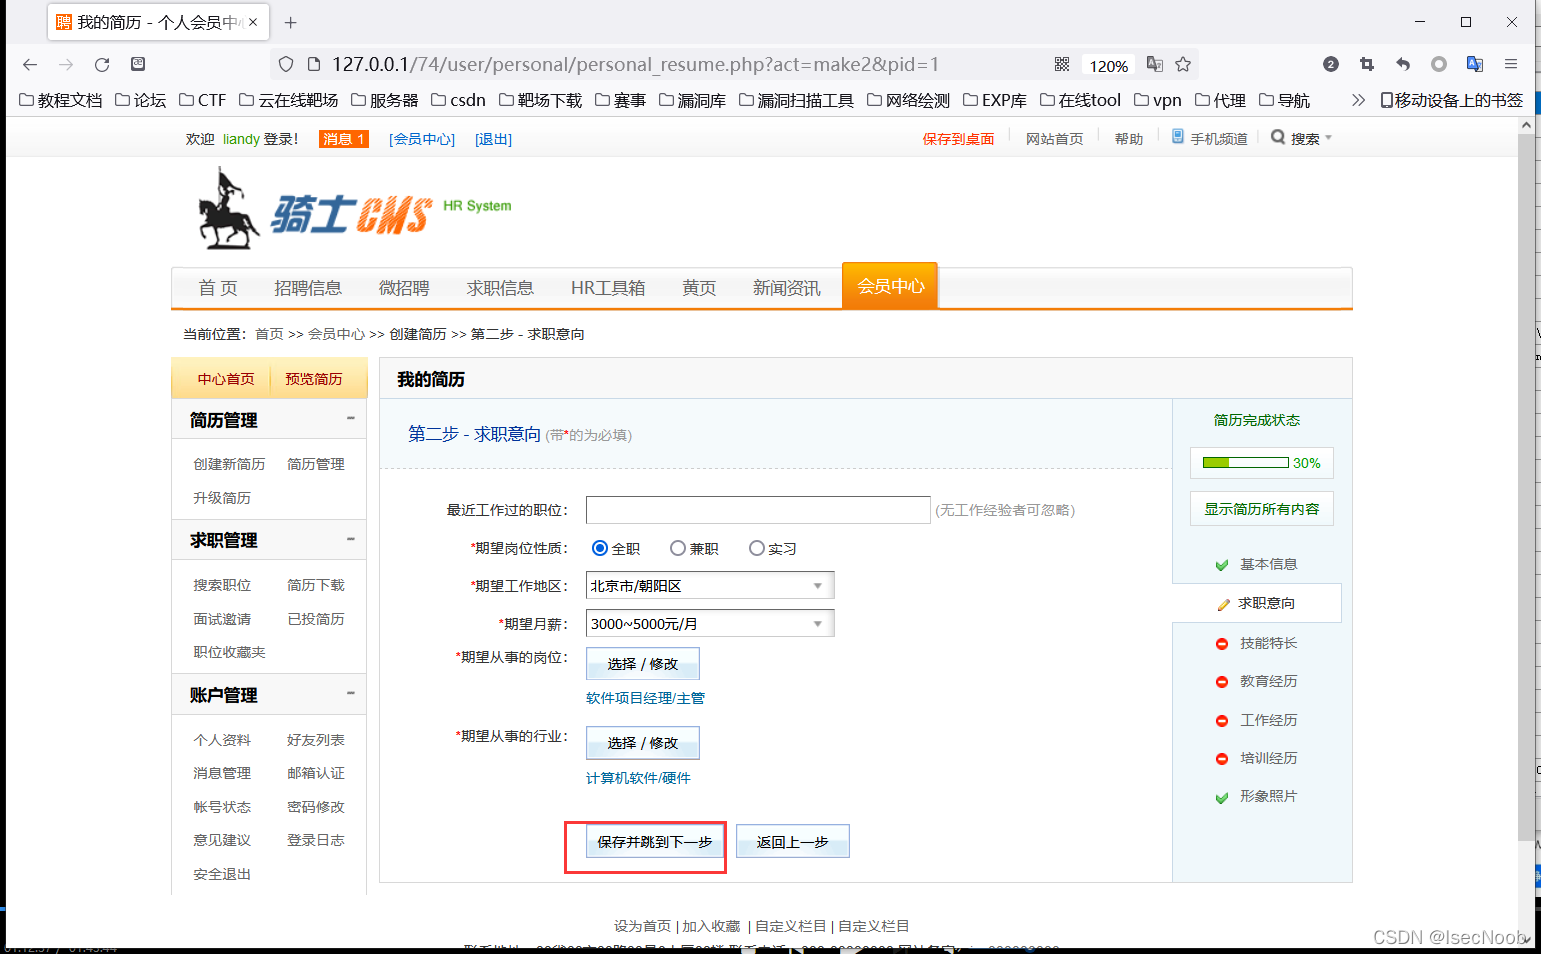 聘 我的简历 - 个人会员中心 ×
127.0.0.1/74/user/personal/personal_resume.php?act=make2&pid=1 120% 2
教程文档 论坛 CTF 云在线靶场 服务器 csdn 靶场下载 赛事 漏洞库 漏洞扫描工具 网络绘测 EXP库 在线tool vpn 代理 导航 移动设备上的书签
欢迎 liandy 登录! 消息 1 [会员中心] [退出] 保存到桌面 网站首页 帮助 手机频道 搜索
骑士CMS HR System
首 页 招聘信息 微招聘 求职信息 HR工具箱 黄页 新闻资讯 会员中心
当前位置：首页 >> 会员中心 >> 创建简历 >> 第二步 - 求职意向
中心首页 预览简历
简历管理 -
创建新简历 简历管理
升级简历
求职管理 -
搜索职位 简历下载
面试邀请 已投简历
职位收藏夹
账户管理 -
个人资料 好友列表
消息管理 邮箱认证
帐号状态 密码修改
意见建议 登录日志
安全退出
我的简历
第二步 - 求职意向 (带*的为必填)
最近工作过的职位： (无工作经验者可忽略)
*期望岗位性质： 全职 兼职 实习
*期望工作地区： 北京市/朝阳区
*期望月薪： 3000~5000元/月
*期望从事的岗位： 选择 / 修改
软件项目经理/主管
*期望从事的行业： 选择 / 修改
计算机软件/硬件
保存并跳到下一步 返回上一步
简历完成状态
30%
显示简历所有内容
基本信息
求职意向
技能特长
教育经历
工作经历
培训经历
形象照片
设为首页 | 加入收藏 | 自定义栏目 | 自定义栏目
CSDN @IsecNoob